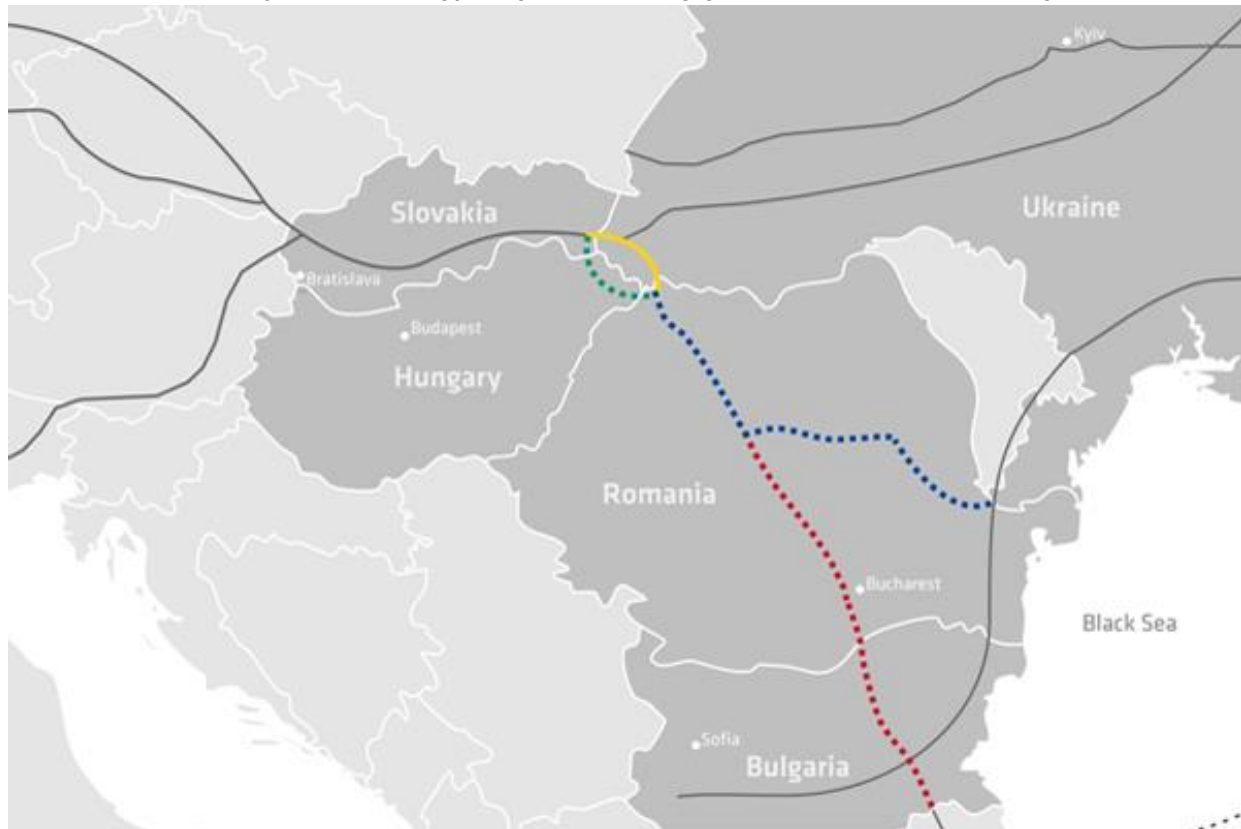 Kyiv
Slovakia
Ukraine
Bratislava
Budapest
Hungary
Romania
Bucharest
Black Sea
Sofia
Bulgaria